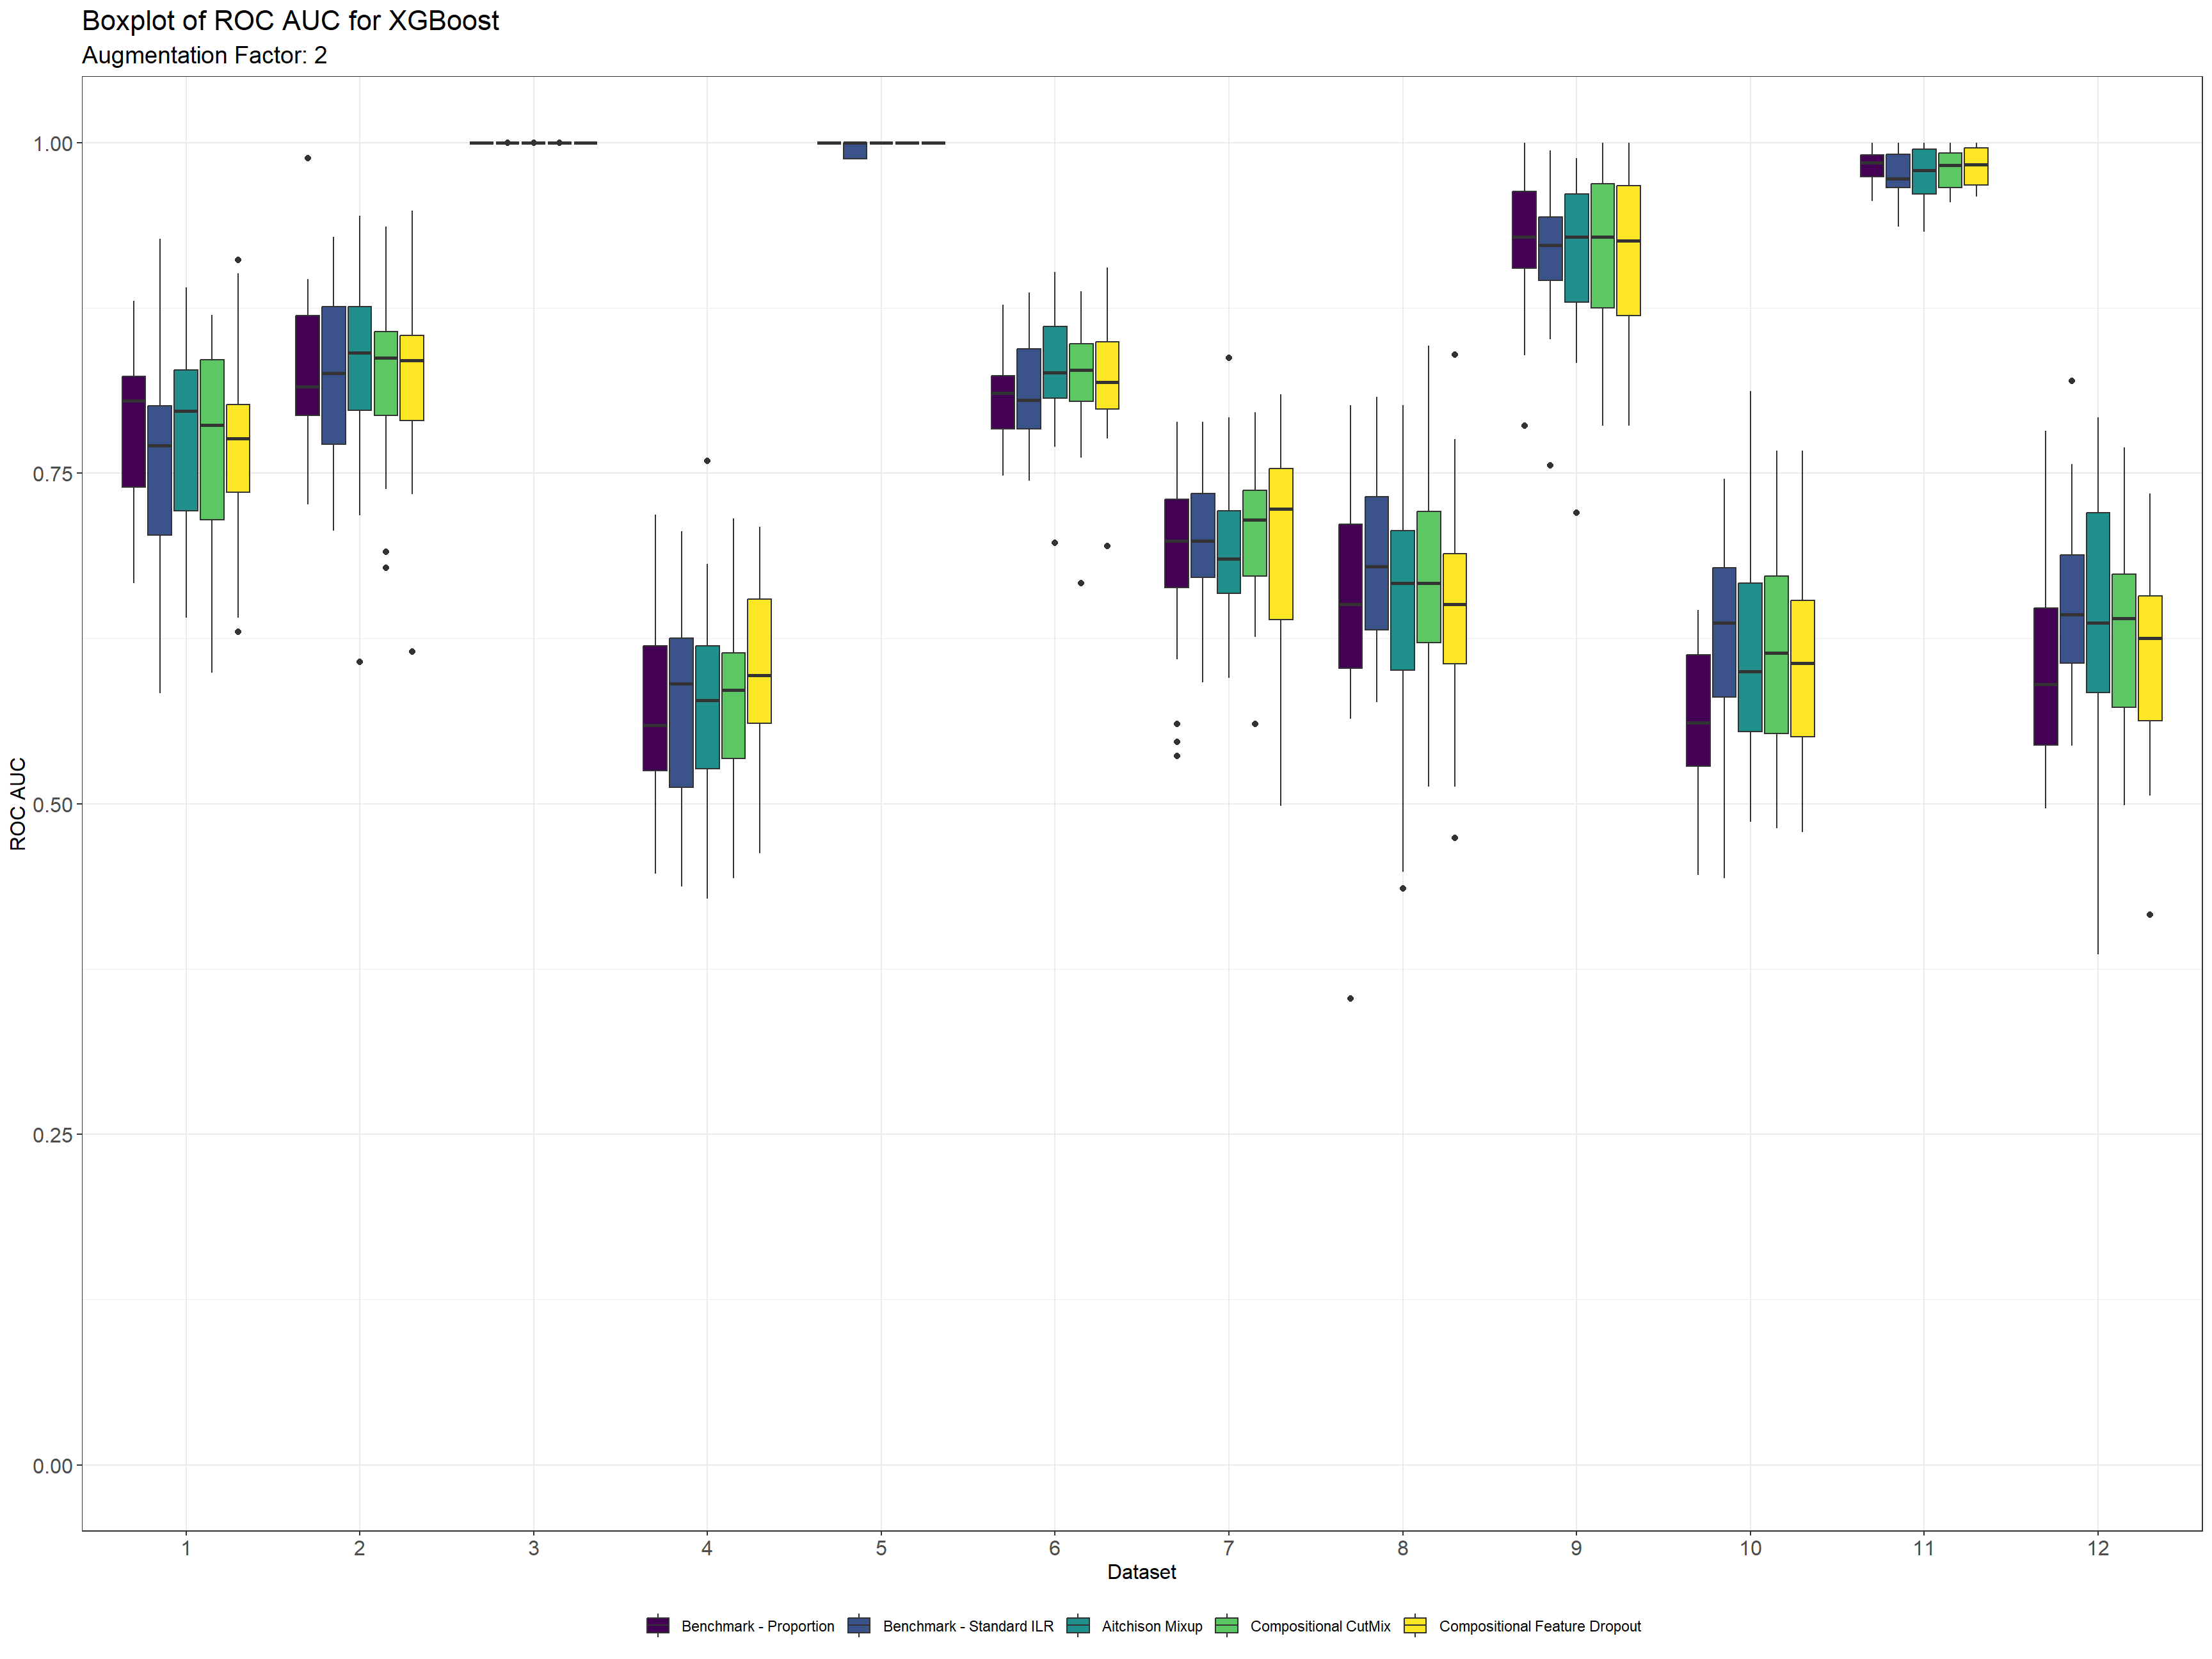 Boxplot of ROC AUC for XGBoost
Augmentation Factor: 2
1.00
0.75
0.50
0.25
0.00
ROC AUC
1 2 3 4 5 6 7 8 9 10 11 12
Dataset
Benchmark - Proportion Benchmark - Standard ILR Aitchison Mixup Compositional CutMix Compositional Feature Dropout